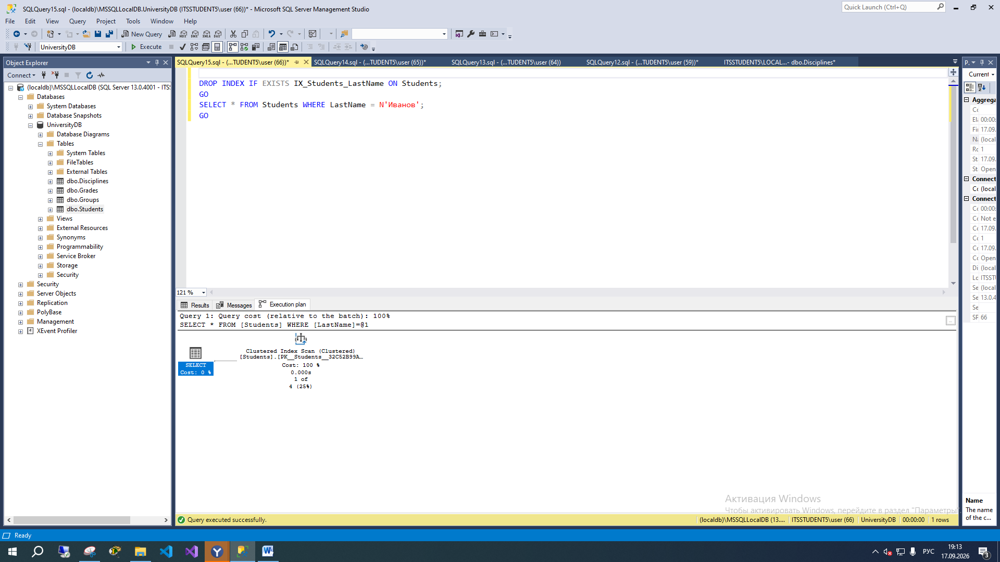 SQLQuery15.sql - (localdb)\MSSQLLocalDB.UniversityDB (ITSSTUDENT5\user (66))* - Microsoft SQL Server Management Studio
Quick Launch (Ctrl+Q)
File Edit View Query Project Tools Window Help
New Query
MDX DMX XMLA DAX
UniversityDB
Execute
Object Explorer
Connect
(localdb)\MSSQLLocalDB (SQL Server 13.0.4001 - ITS
Databases
System Databases
Database Snapshots
UniversityDB
Database Diagrams
Tables
System Tables
FileTables
External Tables
dbo.Disciplines
dbo.Grades
dbo.Groups
dbo.Students
Views
External Resources
Synonyms
Programmability
Service Broker
Storage
Security
Security
Server Objects
Replication
PolyBase
Management
XEvent Profiler
SQLQuery15.sql - (...TUDENT5\user (66))*
SQLQuery14.sql - (...TUDENT5\user (65))*
SQLQuery13.sql - (...TUDENT5\user (64))
SQLQuery12.sql - (...TUDENT5\user (59))*
ITSSTUDENT5\LOCAL...- dbo.Disciplines*
DROP INDEX IF EXISTS IX_Students_LastName ON Students;
GO
SELECT * FROM Students WHERE LastName = N'Иванов';
GO
121 %
Results
Messages
Execution plan
Query 1: Query cost (relative to the batch): 100%
SELECT * FROM [Students] WHERE [LastName]=@1
SELECT
Cost: 0 %
Clustered Index Scan (Clustered)
[Students].[PK__Students__32C52B99A…
Cost: 100 %
0.000s
1 of
4 (25%)
Активация Windows
Чтобы активировать Windows, перейдите в раздел "Параметры".
Query executed successfully.
(localdb)\MSSQLLocalDB (13....
ITSSTUDENT5\user (66)
UniversityDB
00:00:00
1 rows
P.
Current
Aggrega
Cc
Ela 00:00:
Fin 17.09.
Na (local
Rc 1
St 17.09.
St Open
Connect
Cc (local
Connect
Cc 00:00:
Cc Not e
Cc 17.09.
Cc 1
Cc 17.09.
Cc Open
Di (local
Lc ITSST
Se (local
Se 13.0.4
Se
SP 66
Name
The name
of the c...
Ready
РУС
19:13
17.09.2026
3